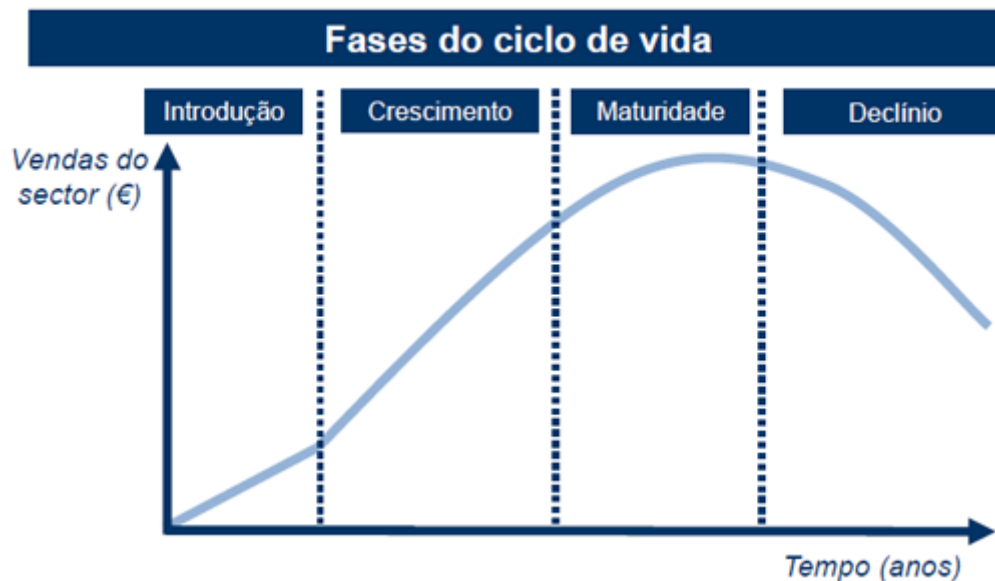 Fases do ciclo de vida
Introdução
Crescimento
Maturidade
Declínio
Vendas do
sector (€)
Tempo (anos)